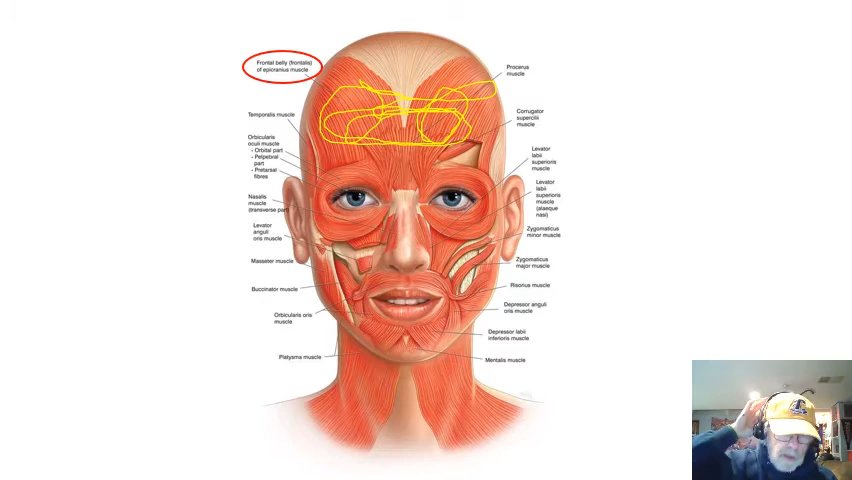 Frontal belly (frontalis)
of epicranius muscle
Temporalis muscle
Orbicularis
oculi muscle
• Orbital part
• Pelpebral
part
• Pretarsal
fibres
Nasalis
muscle
(transverse part)
Levator
anguli
oris muscle
Masseter muscle
Buccinator muscle
Orbicularis oris
muscle
Platysma muscle
Procerus
muscle
Corrugator
supercilii
muscle
Levator
labii
superioris
muscle
Levator
labii
superioris
muscle
(alaeque
nasi)
Zygomaticus
minor muscle
Zygomaticus
major muscle
Risorius muscle
Depressor anguli
oris muscle
Depressor labii
inferioris muscle
Mentalis muscle